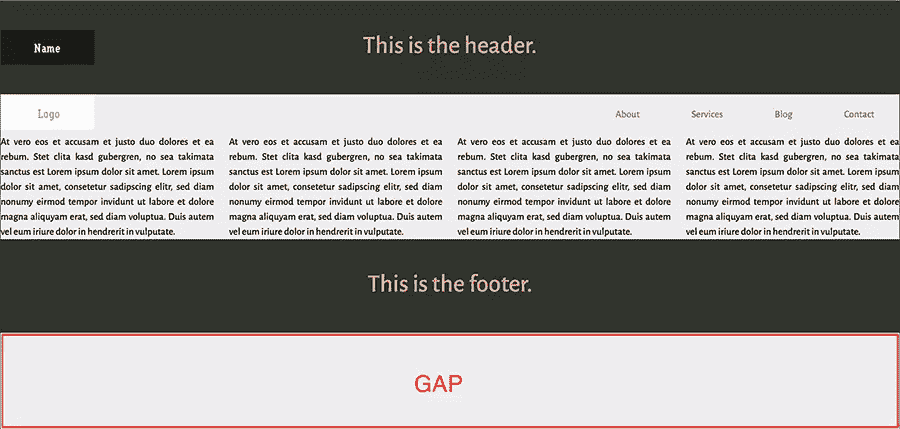 This is the header.
Name
Logo
About Services Blog Contact
At vero eos et accusam et justo duo dolores et ea
rebum. Stet clita kasd gubergren, no sea takimata
sanctus est Lorem ipsum dolor sit amet. Lorem ipsum
dolor sit amet, consetetur sadipscing elitr, sed diam
nonumy eirmod tempor invidunt ut labore et dolore
magna aliquyam erat, sed diam voluptua. Duis autem
vel eum iriure dolor in hendrerit in vulputate.
At vero eos et accusam et justo duo dolores et ea
rebum. Stet clita kasd gubergren, no sea takimata
sanctus est Lorem ipsum dolor sit amet. Lorem ipsum
dolor sit amet, consetetur sadipscing elitr, sed diam
nonumy eirmod tempor invidunt ut labore et dolore
magna aliquyam erat, sed diam voluptua. Duis autem
vel eum iriure dolor in hendrerit in vulputate.
At vero eos et accusam et justo duo dolores et ea
rebum. Stet clita kasd gubergren, no sea takimata
sanctus est Lorem ipsum dolor sit amet. Lorem ipsum
dolor sit amet, consetetur sadipscing elitr, sed diam
nonumy eirmod tempor invidunt ut labore et dolore
magna aliquyam erat, sed diam voluptua. Duis autem
vel eum iriure dolor in hendrerit in vulputate.
At vero eos et accusam et justo duo dolores et ea
rebum. Stet clita kasd gubergren, no sea takimata
sanctus est Lorem ipsum dolor sit amet. Lorem ipsum
dolor sit amet, consetetur sadipscing elitr, sed diam
nonumy eirmod tempor invidunt ut labore et dolore
magna aliquyam erat, sed diam voluptua. Duis autem
vel eum iriure dolor in hendrerit in vulputate.
This is the footer.
GAP